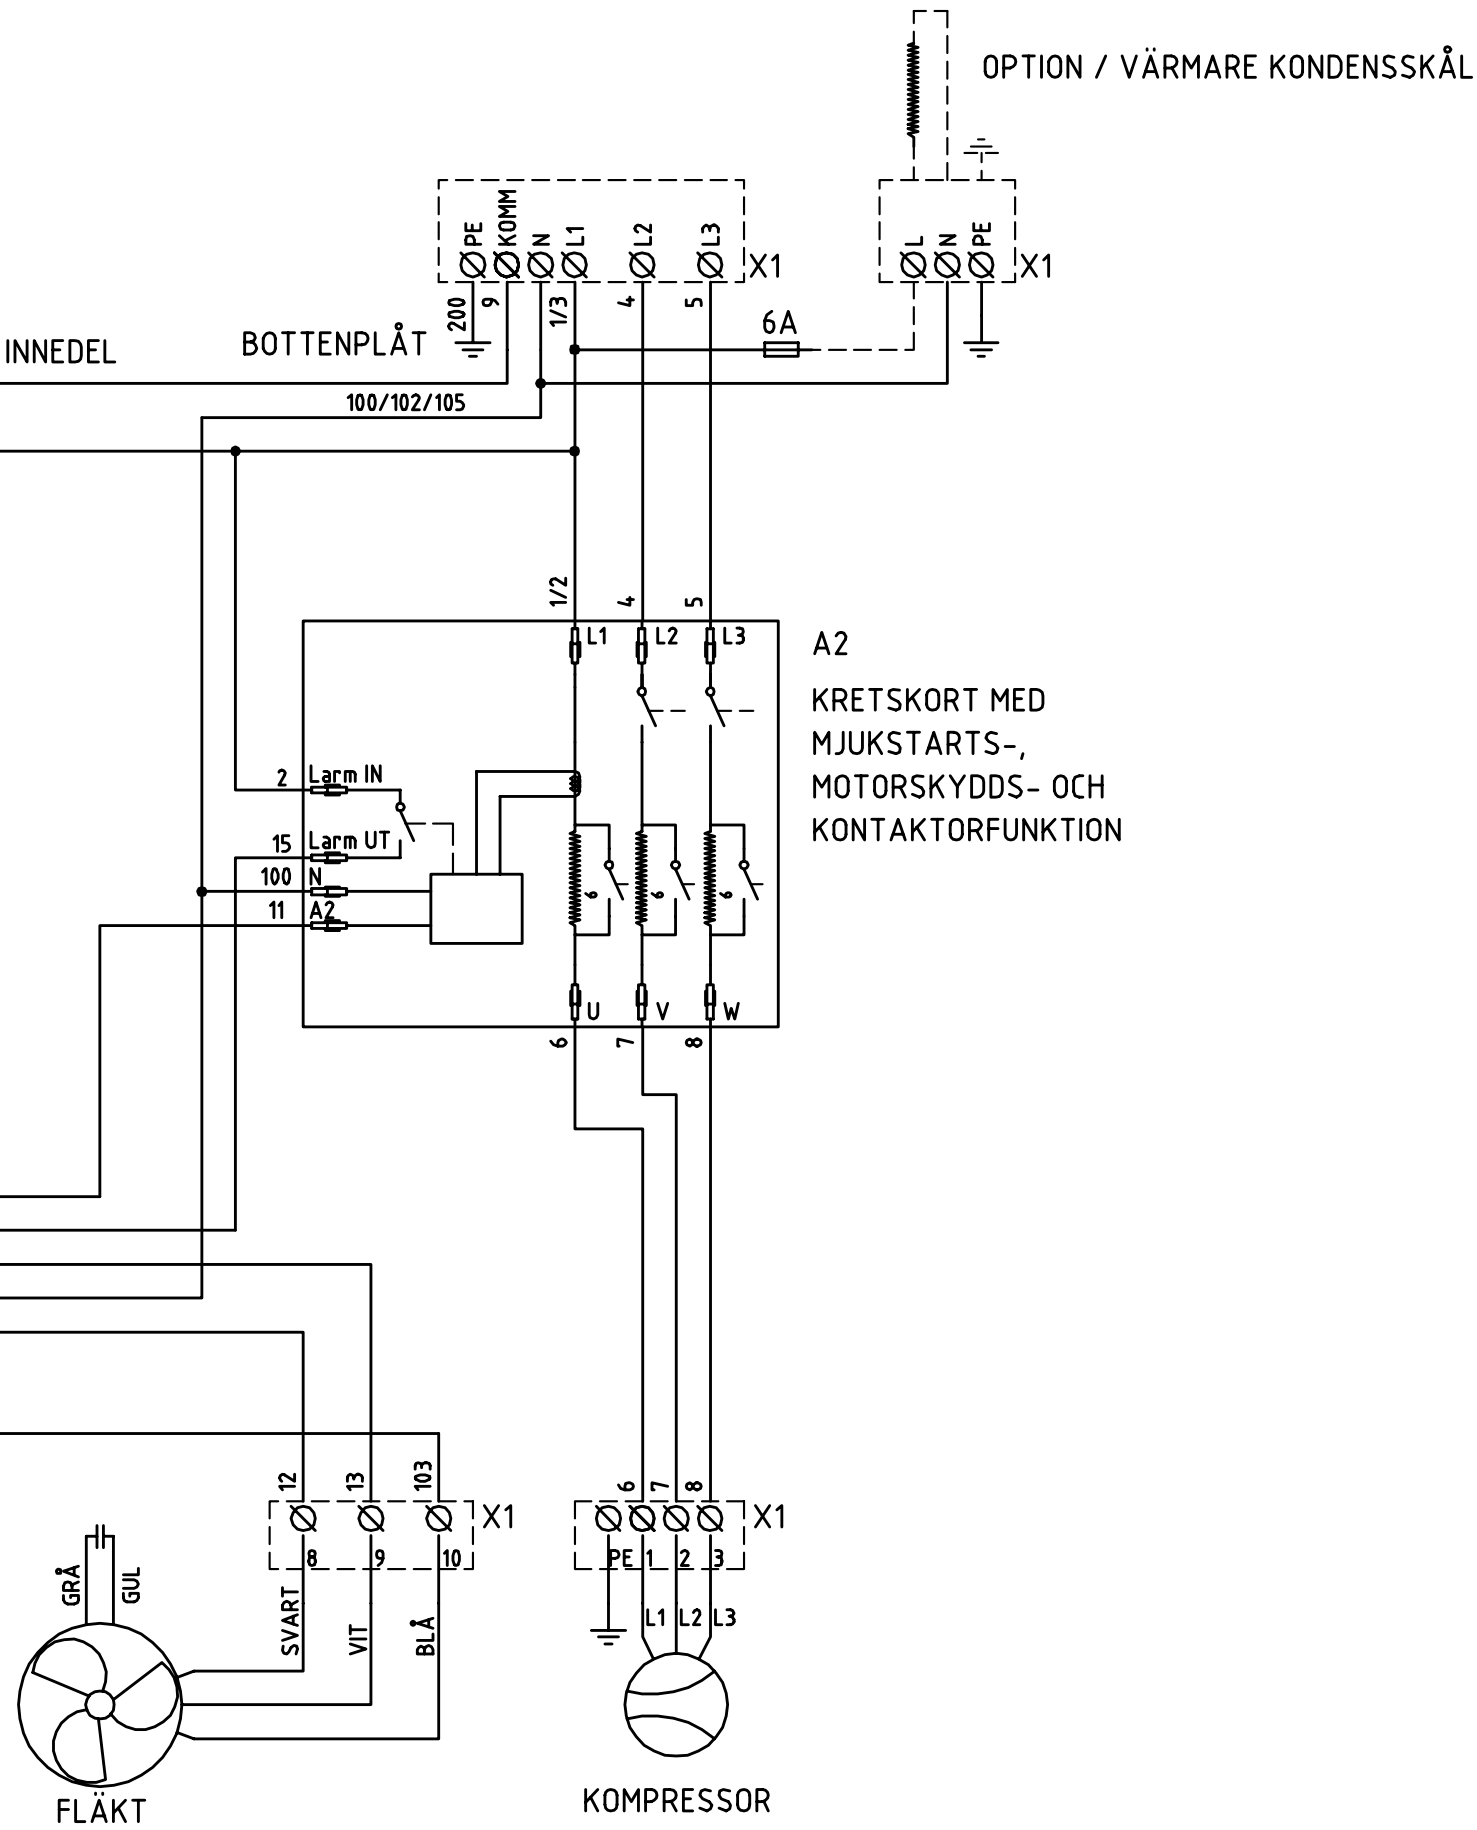 OPTION / VÄRMARE KONDENSSKÅL
PE
KOMM
N
L1
L2
L3
X1
L
N
PE
X1
200
9
1/3
4
5
6A
INNEDEL
BOTTENPLÅT
100/102/105
1/2
4
5
L1
L2
L3
A2
KRETSKORT MED
MJUKSTARTS-,
MOTORSKYDDS- OCH
KONTAKTORFUNKTION
2
Larm IN
15
Larm UT
100
N
11
A2
6
6
6
U
V
W
6
7
8
12
13
103
X1
8
9
10
6
7
8
X1
PE
1
2
3
GRÅ
GUL
SVART
VIT
BLÅ
L1
L2
L3
FLÄKT
KOMPRESSOR